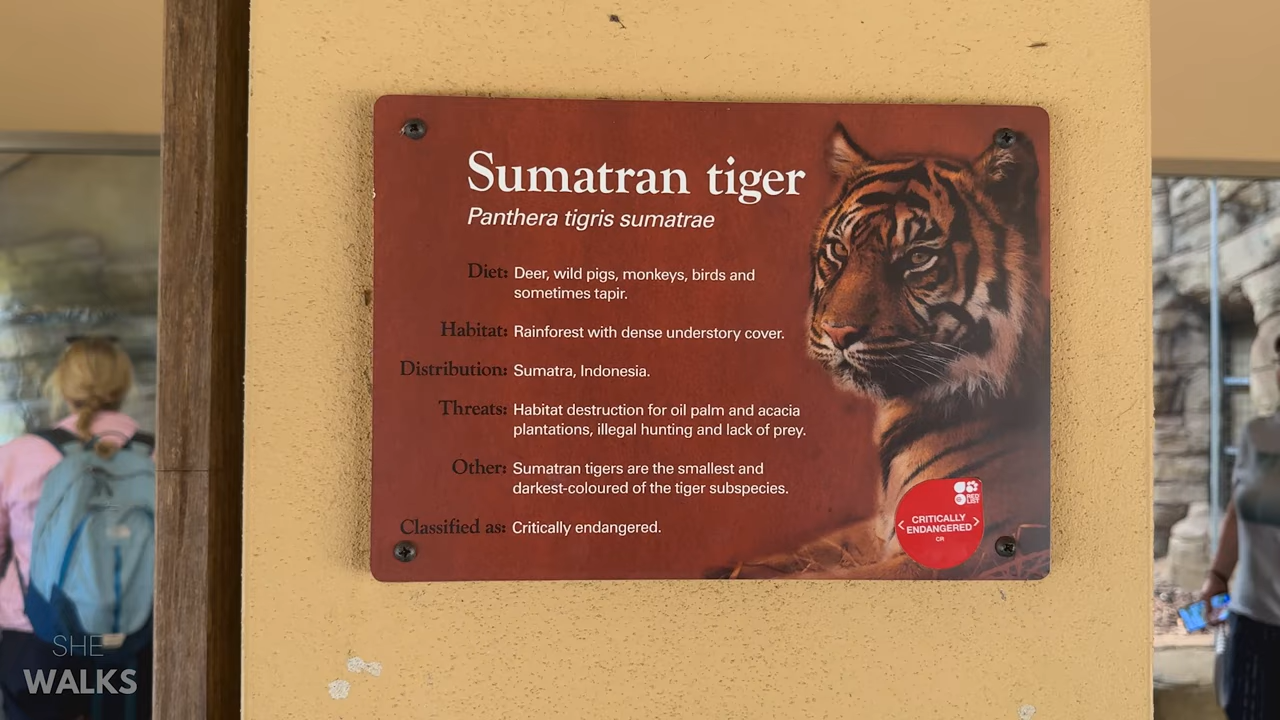 Sumatran tiger
Panthera tigris sumatrae
Diet: Deer, wild pigs, monkeys, birds and
sometimes tapir.
Habitat: Rainforest with dense understory cover.
Distribution: Sumatra, Indonesia.
Threats: Habitat destruction for oil palm and acacia
plantations, illegal hunting and lack of prey.
Other: Sumatran tigers are the smallest and
darkest-coloured of the tiger subspecies.
Classified as: Critically endangered.
RED
LIST
< CRITICALLY
ENDANGERED >
CR
SHE
WALKS